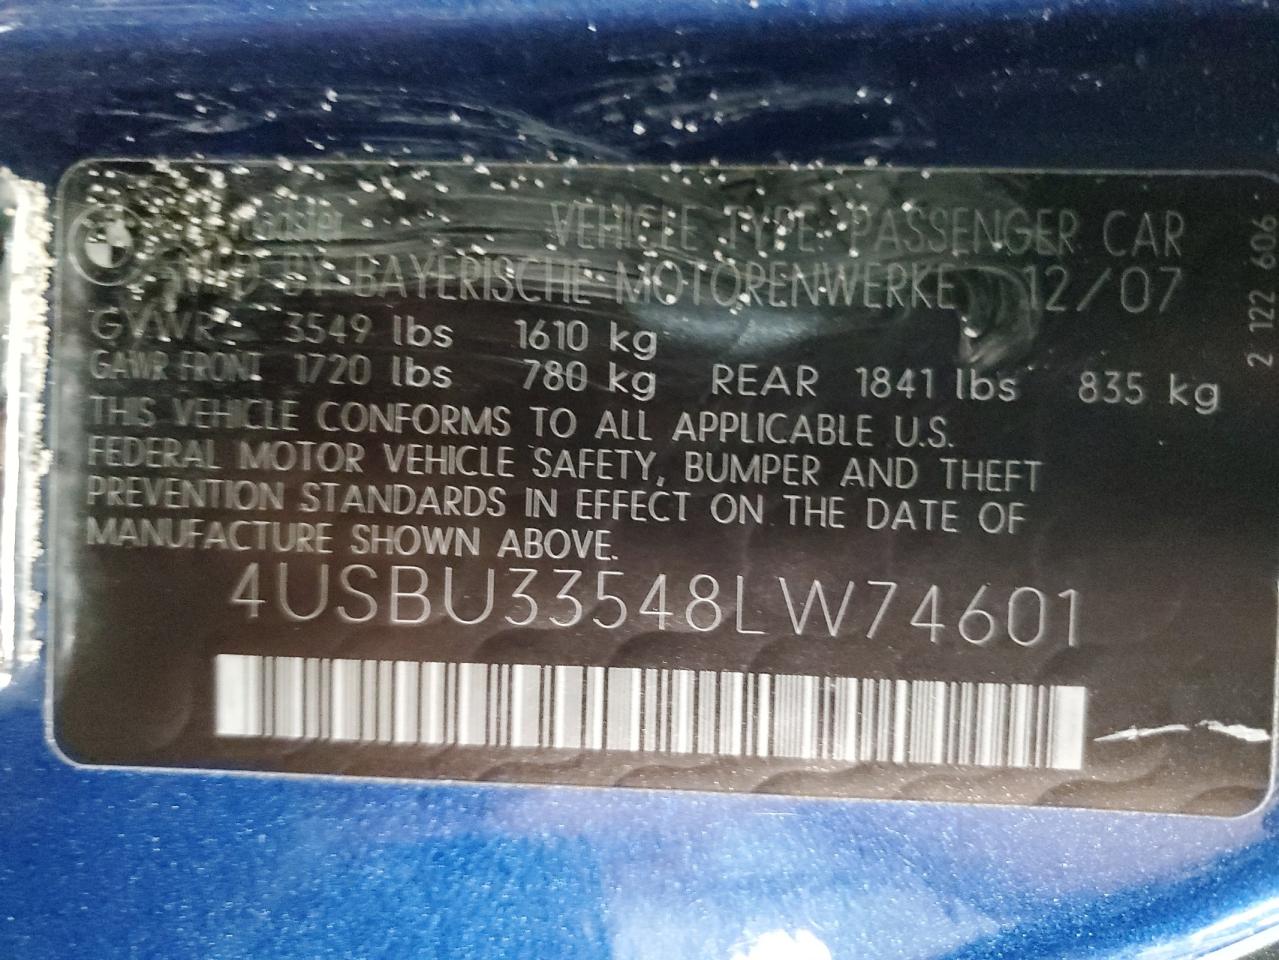 VEHICLE TYPE PASSENGER CAR
BY BAYERISCHE MOTORENWERKE 12/07
GVWR 3549 lbs 1610 kg
GAWR FRONT 1720 lbs 780 kg REAR 1841 lbs 835 kg
THIS VEHICLE CONFORMS TO ALL APPLICABLE U.S.
FEDERAL MOTOR VEHICLE SAFETY, BUMPER AND THEFT
PREVENTION STANDARDS IN EFFECT ON THE DATE OF
MANUFACTURE SHOWN ABOVE.
4USBU33548LW74601
2 122 606